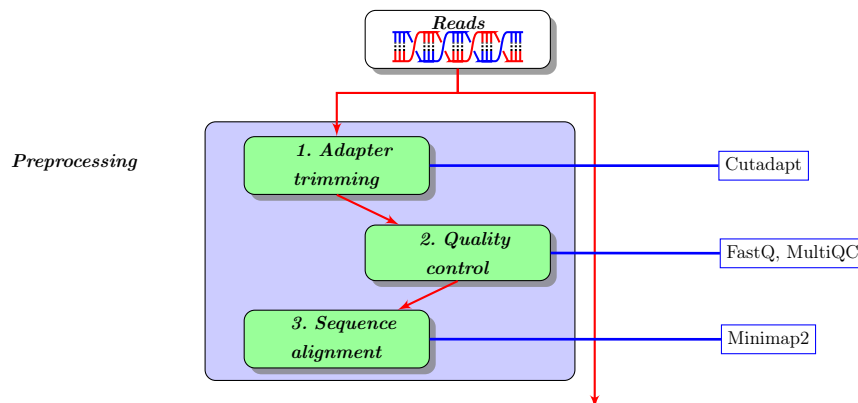 Reads
Preprocessing
1. Adapter
trimming
Cutadapt
2. Quality
control
FastQ, MultiQC
3. Sequence
alignment
Minimap2